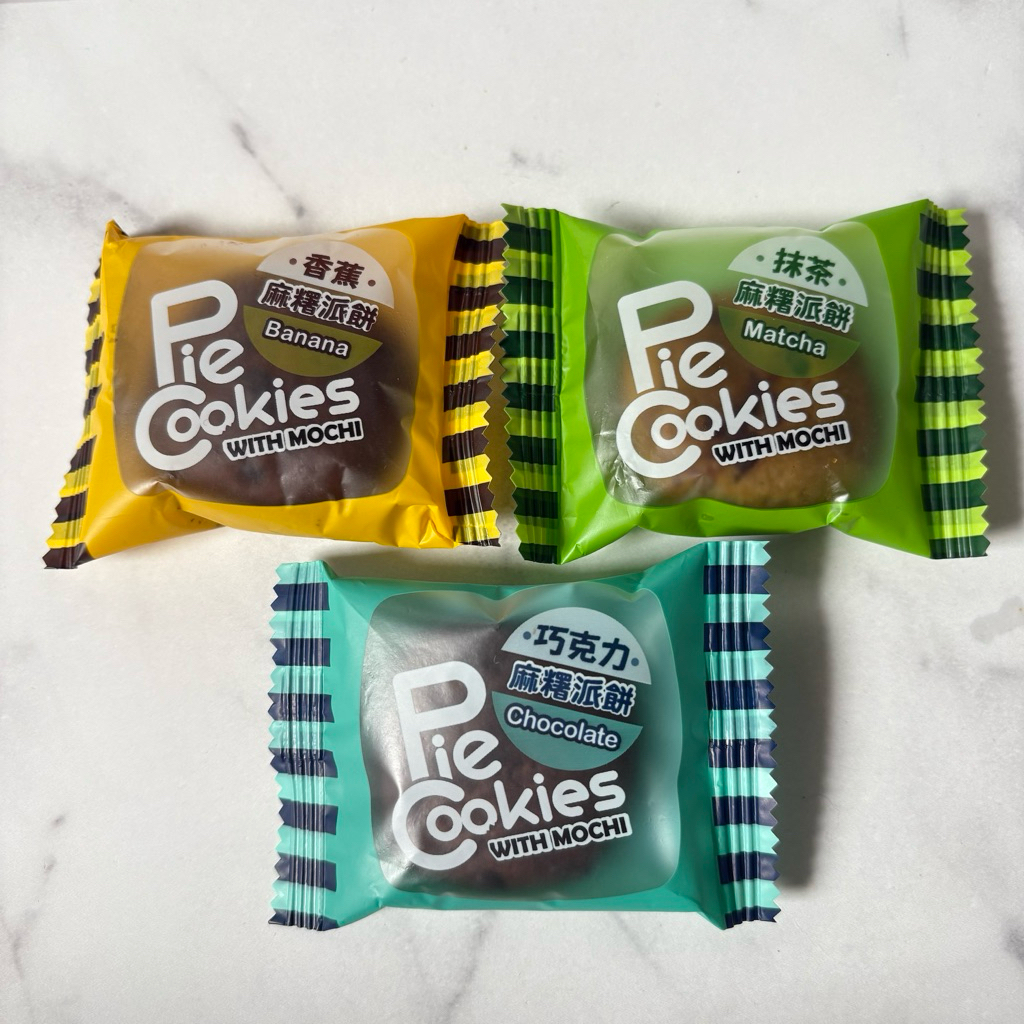 ·香蕉·
麻糬派餅
Banana
Pie
Cookies
WITH MOCHI
·抹茶·
麻糬派餅
Matcha
Pie
Cookies
WITH MOCHI
·巧克力·
麻糬派餅
Chocolate
Pie
Cookies
WITH MOCHI